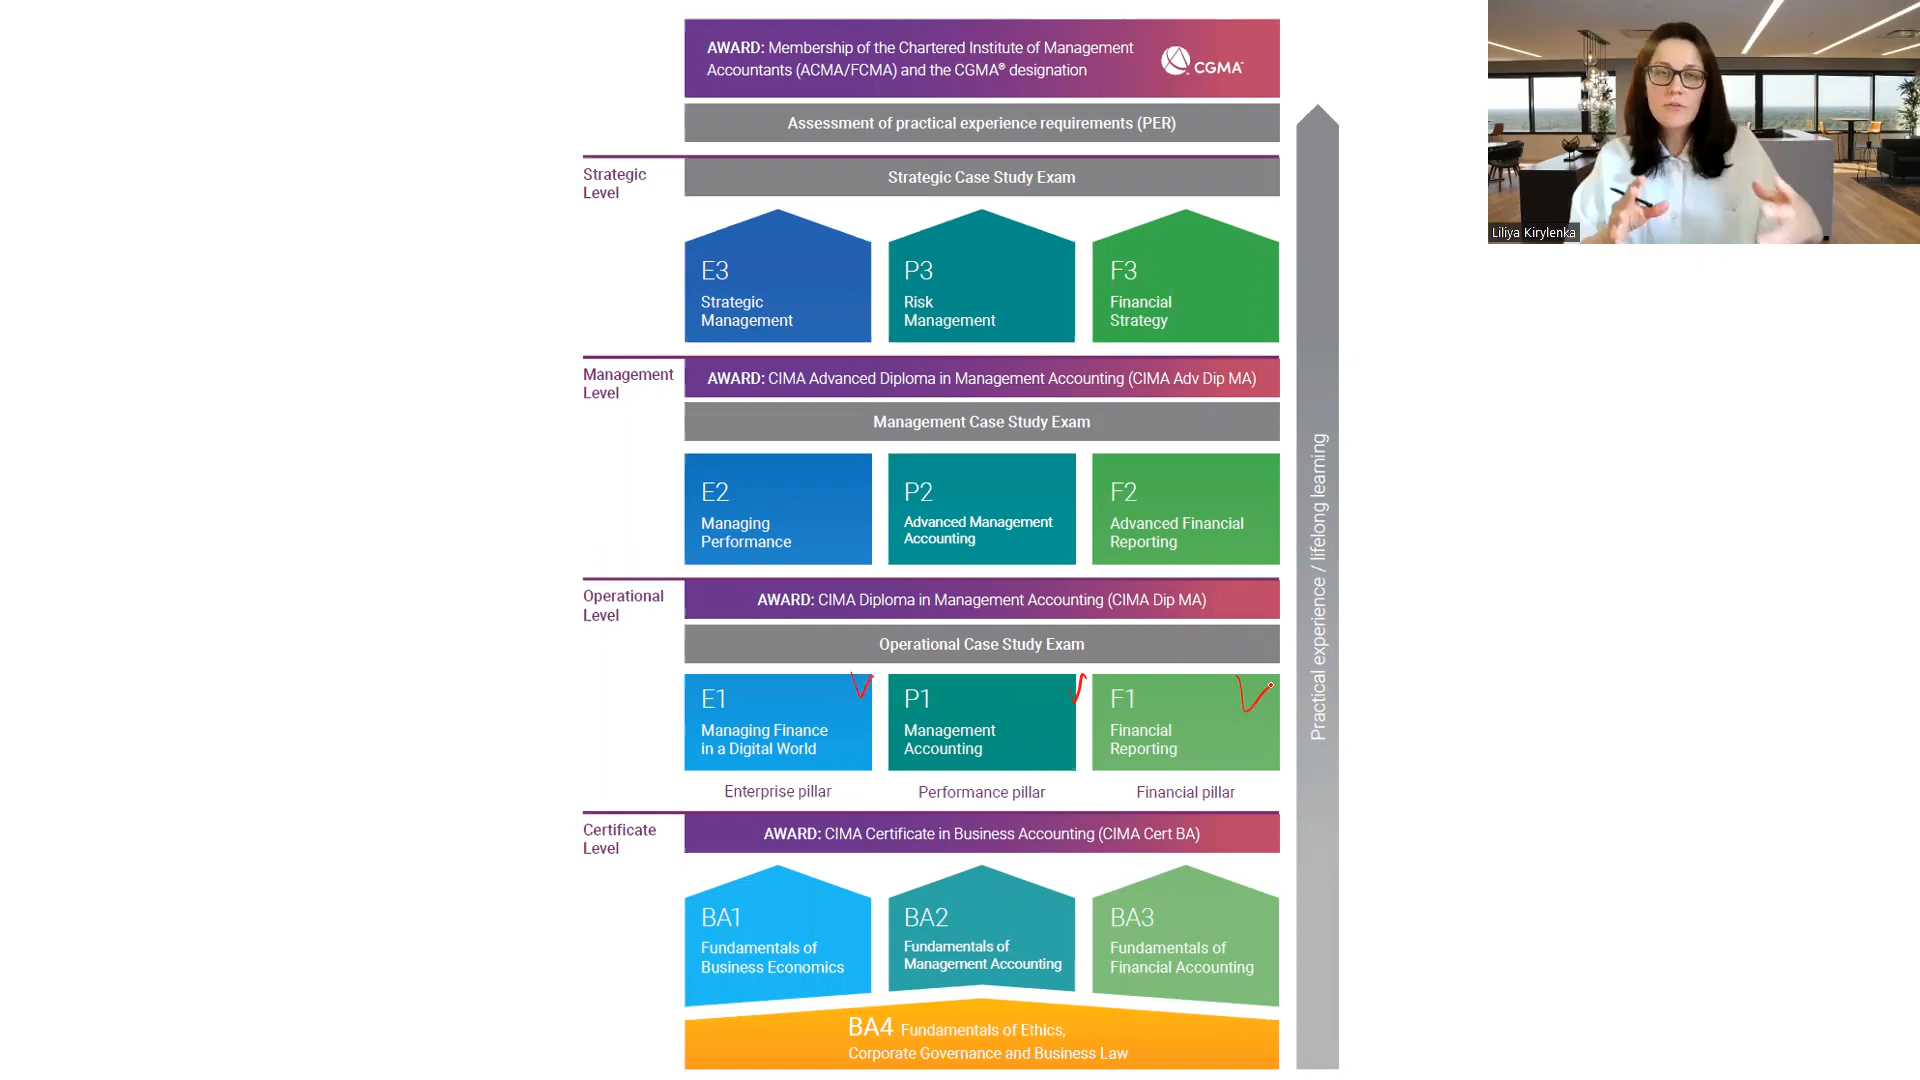 AWARD: Membership of the Chartered Institute of Management
Accountants (ACMA/FCMA) and the CGMA® designation
CGMA
Liliya Kirylenka
Assessment of practical experience requirements (PER)
Strategic
Level
Strategic Case Study Exam
E3
Strategic
Management
P3
Risk
Management
F3
Financial
Strategy
Management
Level
AWARD: CIMA Advanced Diploma in Management Accounting (CIMA Adv Dip MA)
Management Case Study Exam
E2
Managing
Performance
P2
Advanced Management
Accounting
F2
Advanced Financial
Reporting
Practical experience / lifelong learning
Operational
Level
AWARD: CIMA Diploma in Management Accounting (CIMA Dip MA)
Operational Case Study Exam
E1
Managing Finance
in a Digital World
P1
Management
Accounting
F1
Financial
Reporting
Enterprise pillar
Performance pillar
Financial pillar
Certificate
Level
AWARD: CIMA Certificate in Business Accounting (CIMA Cert BA)
BA1
Fundamentals of
Business Economics
BA2
Fundamentals of
Management Accounting
BA3
Fundamentals of
Financial Accounting
BA4 Fundamentals of Ethics,
Corporate Governance and Business Law